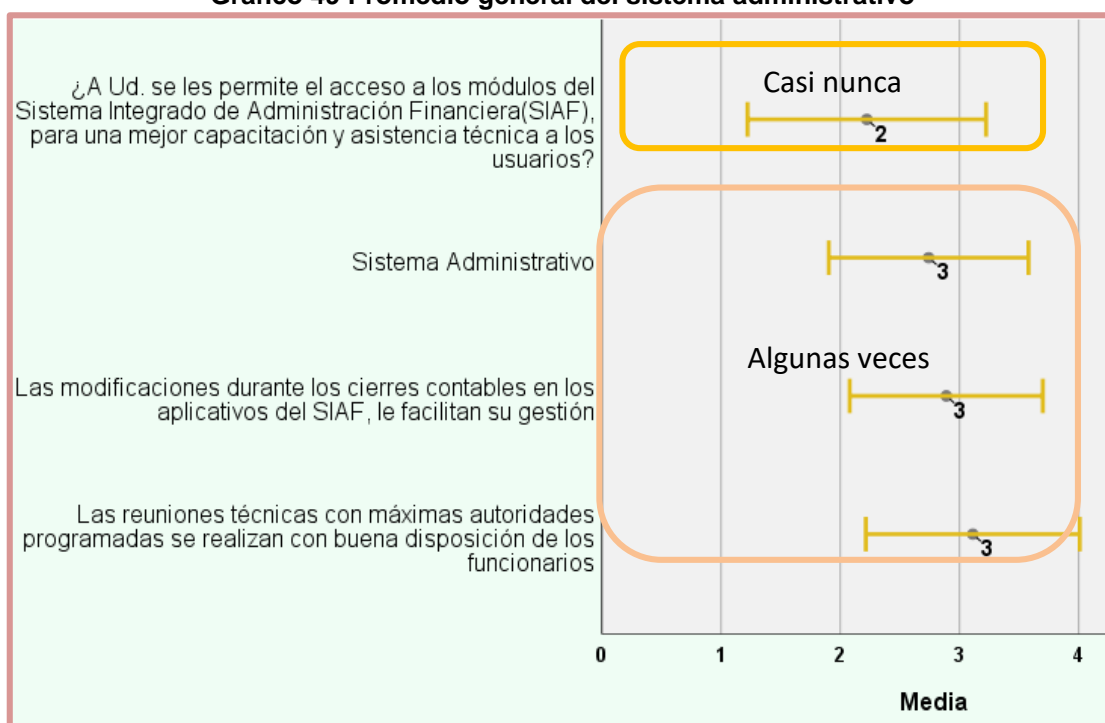 ¿A Ud. se les permite el acceso a los módulos del
Sistema Integrado de Administración Financiera(SIAF),
para una mejor capacitación y asistencia técnica a los
usuarios?
Casi nunca
2
Sistema Administrativo
3
Algunas veces
Las modificaciones durante los cierres contables en los
aplicativos del SIAF, le facilitan su gestión
3
Las reuniones técnicas con máximas autoridades
programadas se realizan con buena disposición de los
funcionarios
3
0 1 2 3 4
Media